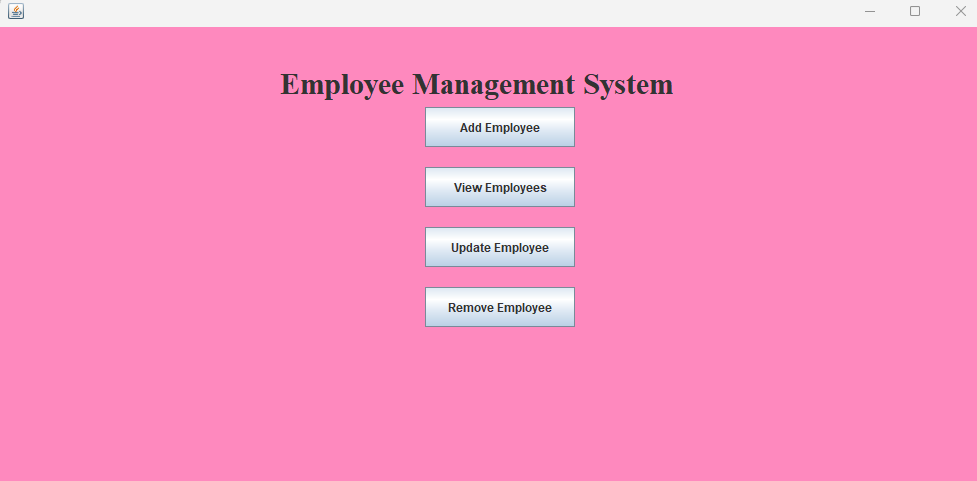 Employee Management System
Add Employee
View Employees
Update Employee
Remove Employee